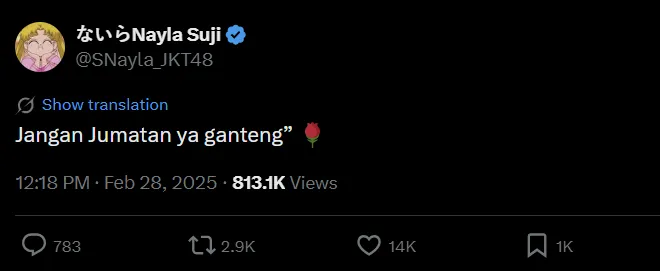 ないらNayla Suji
@SNayla_JKT48
Show translation
Jangan Jumatan ya ganteng” 🌹
12:18 PM · Feb 28, 2025 · 813.1K Views
783 2.9K 14K 1K